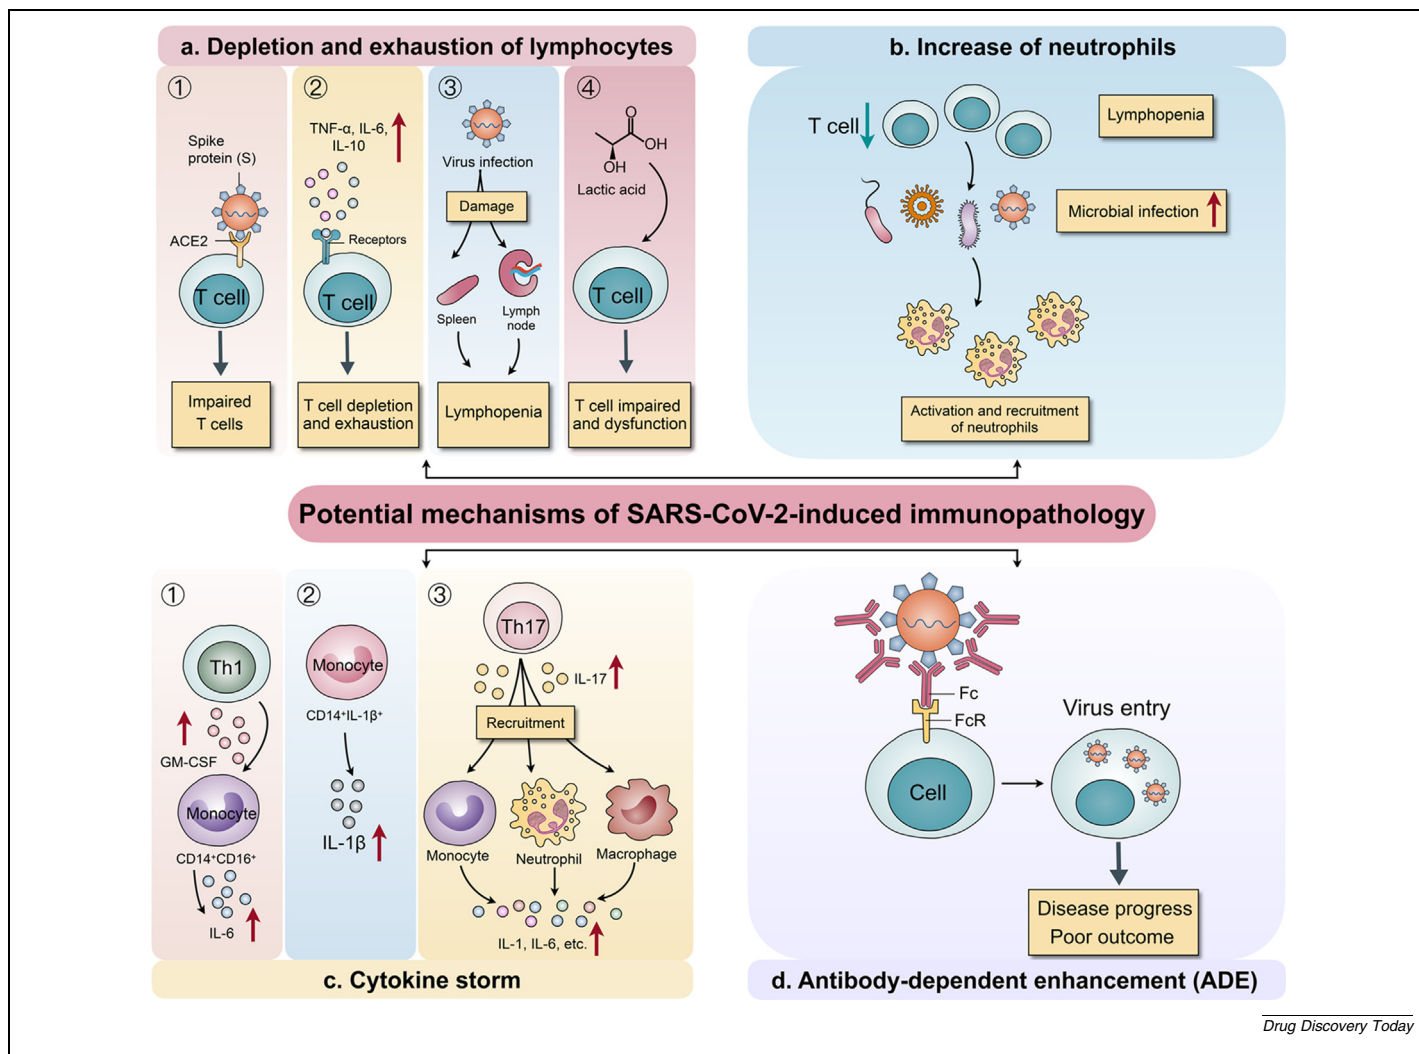 a. Depletion and exhaustion of lymphocytes
①
Spike
protein (S)
ACE2
T cell
Impaired
T cells
②
TNF-α, IL-6,
IL-10
Receptors
T cell
T cell depletion
and exhaustion
③
Virus infection
Damage
Spleen
Lymph
node
Lymphopenia
④
O
OH
OH
Lactic acid
T cell
T cell impaired
and dysfunction
b. Increase of neutrophils
T cell
Lymphopenia
Microbial infection
Activation and recruitment
of neutrophils
Potential mechanisms of SARS-CoV-2-induced immunopathology
①
Th1
GM-CSF
Monocyte
CD14⁺CD16⁺
IL-6
②
Monocyte
CD14⁺IL-1β⁺
IL-1β
③
Th17
IL-17
Recruitment
Monocyte
Neutrophil
Macrophage
IL-1, IL-6, etc.
c. Cytokine storm
Fc
FcR
Cell
Virus entry
Disease progress
Poor outcome
d. Antibody-dependent enhancement (ADE)
Drug Discovery Today